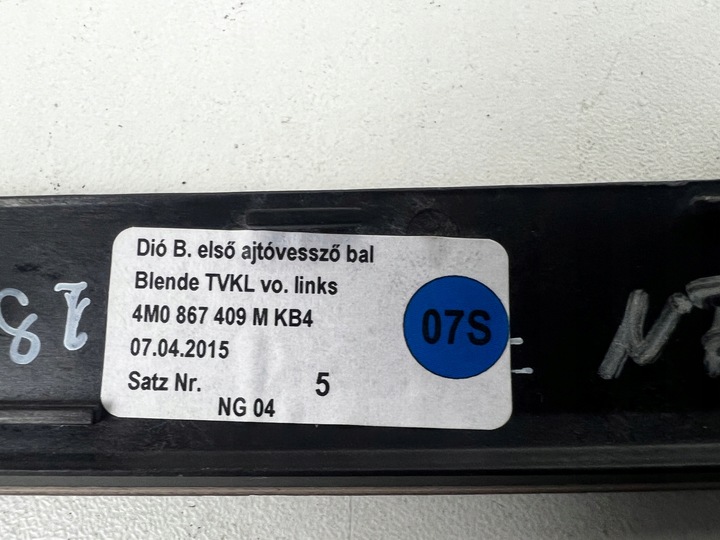 Dió B. első ajtóvessző bal
Blende TVKL vo. links
4M0 867 409 M KB4
07.04.2015
Satz Nr. 5
NG 04
07S